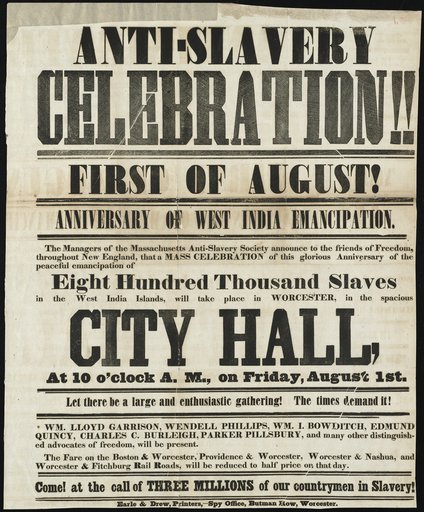 ANTI-SLAVERY
CELEBRATION!!
FIRST OF AUGUST!
ANNIVERSARY OF WEST INDIA EMANCIPATION.
The Managers of the Massachusetts Anti-Slavery Society announce to the friends of Freedom,
throughout New England, that a MASS CELEBRATION of this glorious Anniversary of the
peaceful emancipation of
Eight Hundred Thousand Slaves
in the West India Islands, will take place in WORCESTER, in the spacious
CITY HALL,
At 10 o'clock A. M., on Friday, August 1st.
Let there be a large and enthusiastic gathering! The times demand it!
WM. LLOYD GARRISON, WENDELL PHILLIPS, WM. I. BOWDITCH, EDMUND
QUINCY, CHARLES C. BURLEIGH, PARKER PILLSBURY, and many other distinguish-
ed advocates of freedom, will be present.
The Fare on the Boston & Worcester, Providence & Worcester, Worcester & Nashua, and
Worcester & Fitchburg Rail Roads, will be reduced to half price on that day.
Come! at the call of THREE MILLIONS of our countrymen in Slavery!
Earle & Drew, Printers,—Spy Office, Butman Row, Worcester.